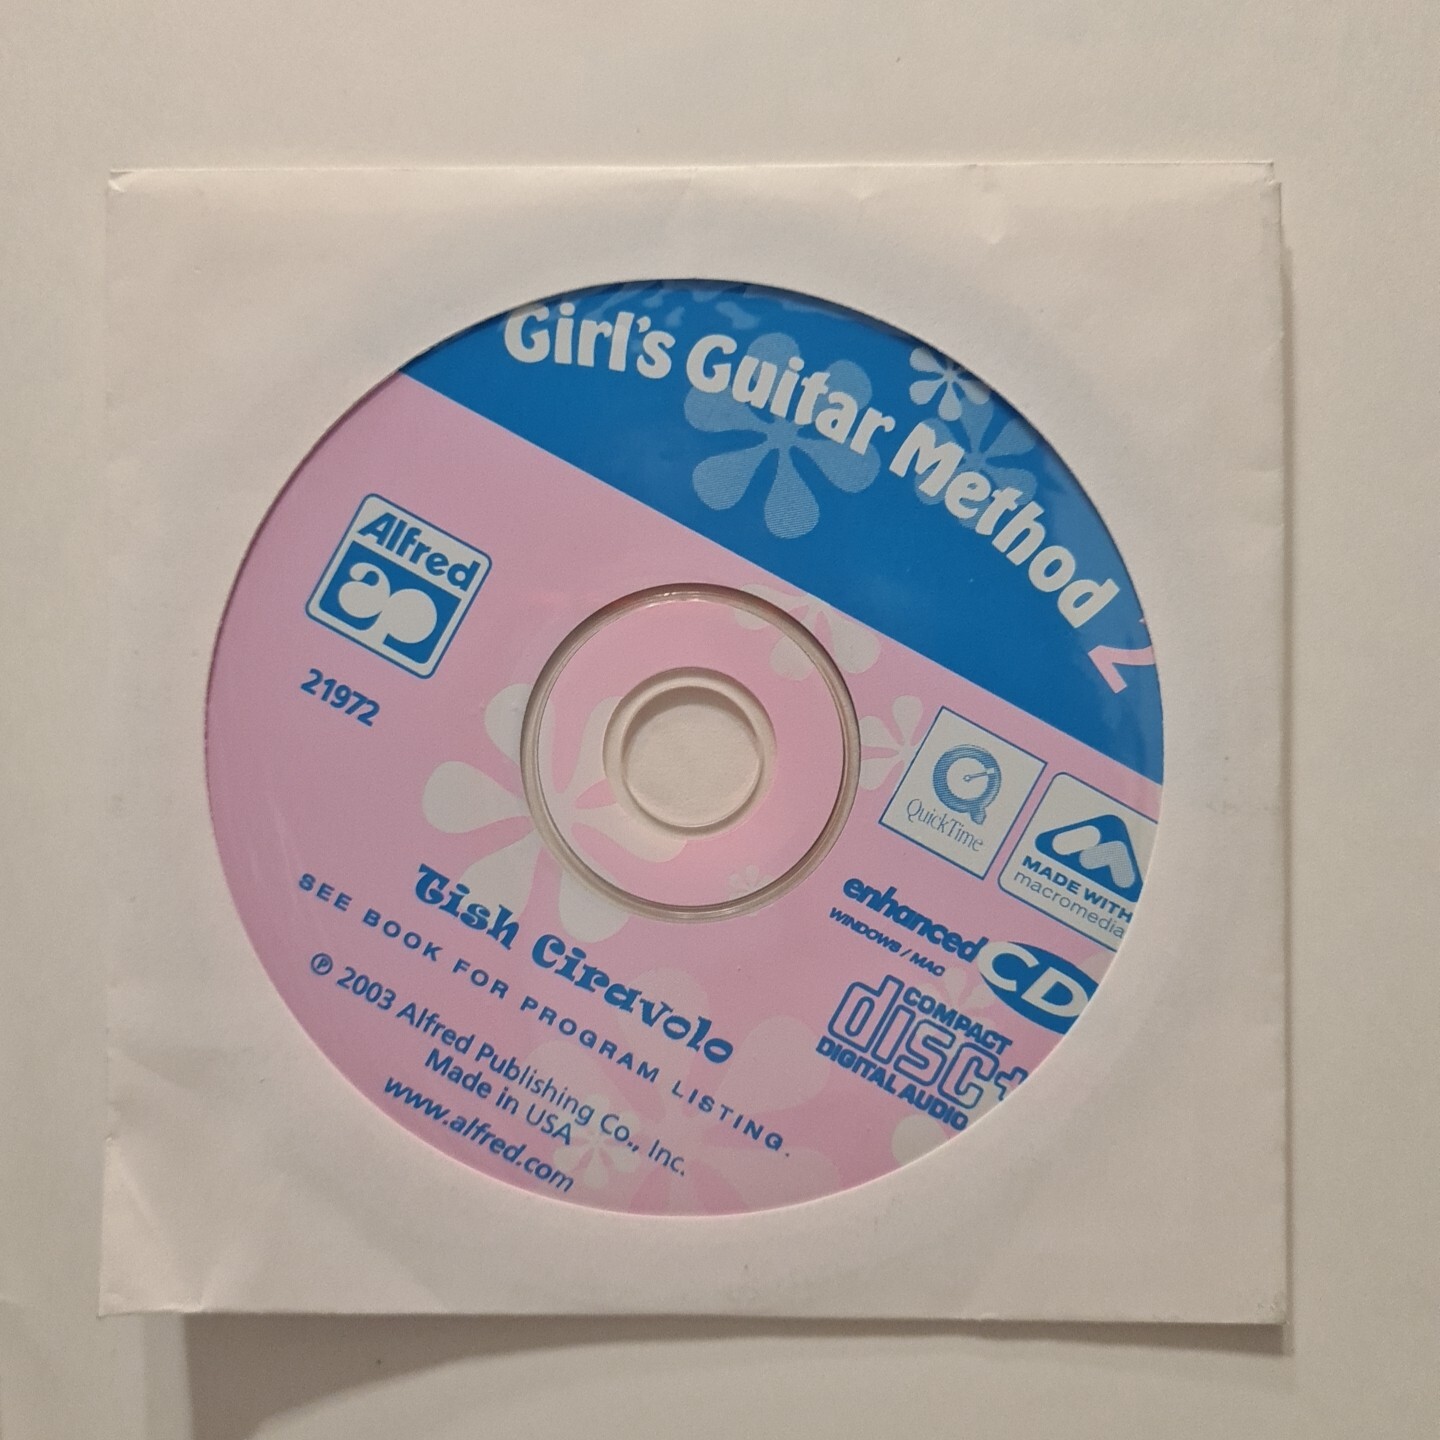 Girl's Guitar Method 2
Alfred
ap
21972
QuickTime
MADE WITH
macromedia
enhanced CD
WINDOWS / MAC
COMPACT
disc+
DIGITAL AUDIO
Tish Ciravolo
SEE BOOK FOR PROGRAM LISTING.
℗ 2003 Alfred Publishing Co., Inc.
Made in USA
www.alfred.com